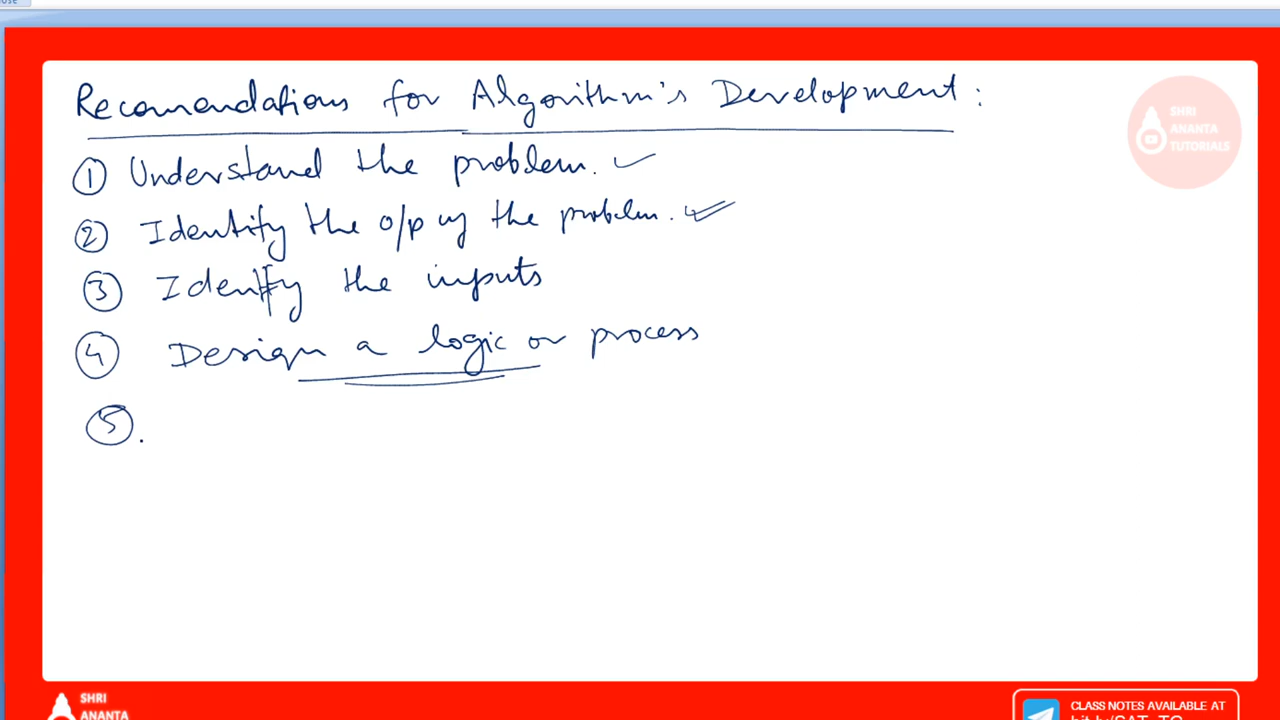 Recomendations for Algorithm's Development:
SHRI
ANANTA
TUTORIALS
① Understand the problem.
② Identify the o/p of the problem.
③ Identify the inputs
④ Design a logic or process
⑤.
SHRI
ANANTA
CLASS NOTES AVAILABLE AT